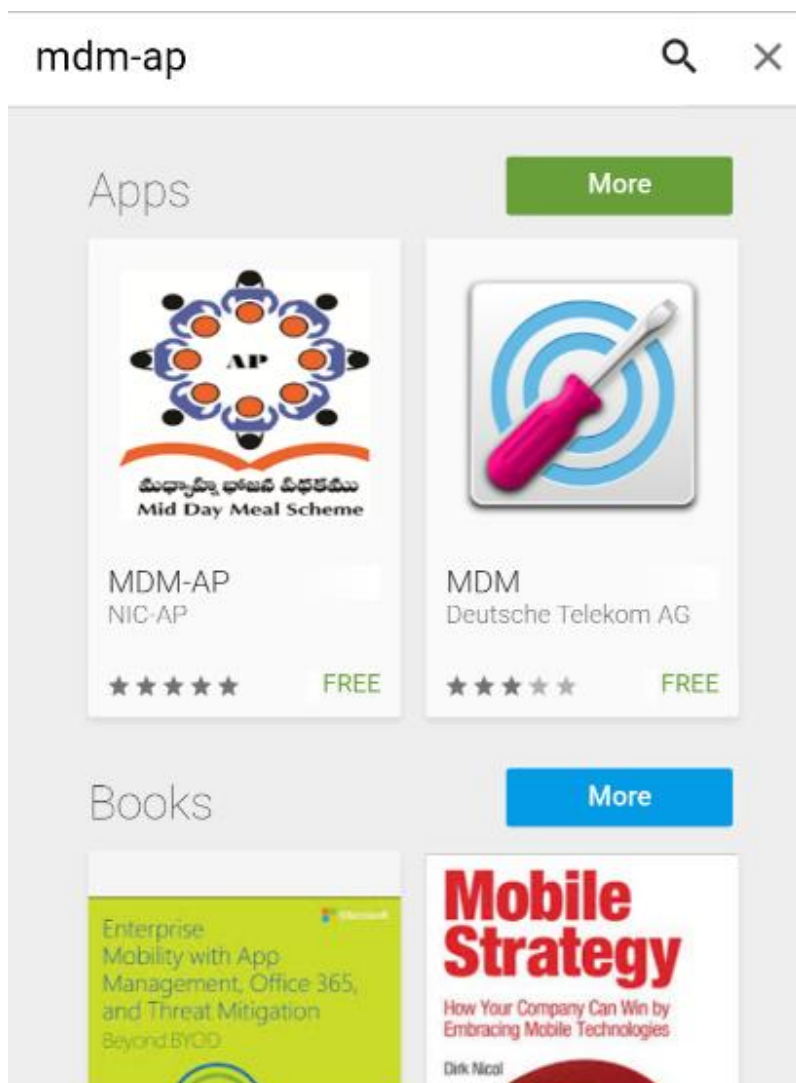 mdm-ap
Apps
More
AP
మధ్యాహ్న భోజన పథకము
Mid Day Meal Scheme
MDM-AP
NIC-AP
FREE
MDM
Deutsche Telekom AG
FREE
Books
More
Microsoft
Enterprise
Mobility with App
Management, Office 365,
and Threat Mitigation
Beyond BYOD
Mobile
Strategy
How Your Company Can Win by
Embracing Mobile Technologies
Dirk Nicol